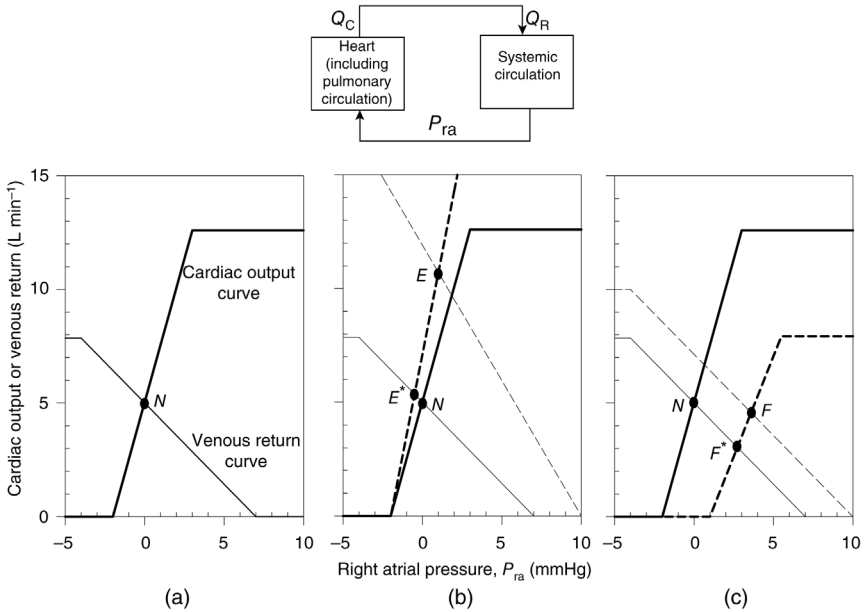 Q_C
Q_R
Heart
(including
pulmonary
circulation)
Systemic
circulation
P_ra
Cardiac output or venous return (L min⁻¹)
15
10
5
0
Cardiac output
curve
N
Venous return
curve
E
E*
N
N
F
F*
−5
0
5
10
−5
0
5
10
−5
0
5
10
Right atrial pressure, P_ra (mmHg)
(a)
(b)
(c)